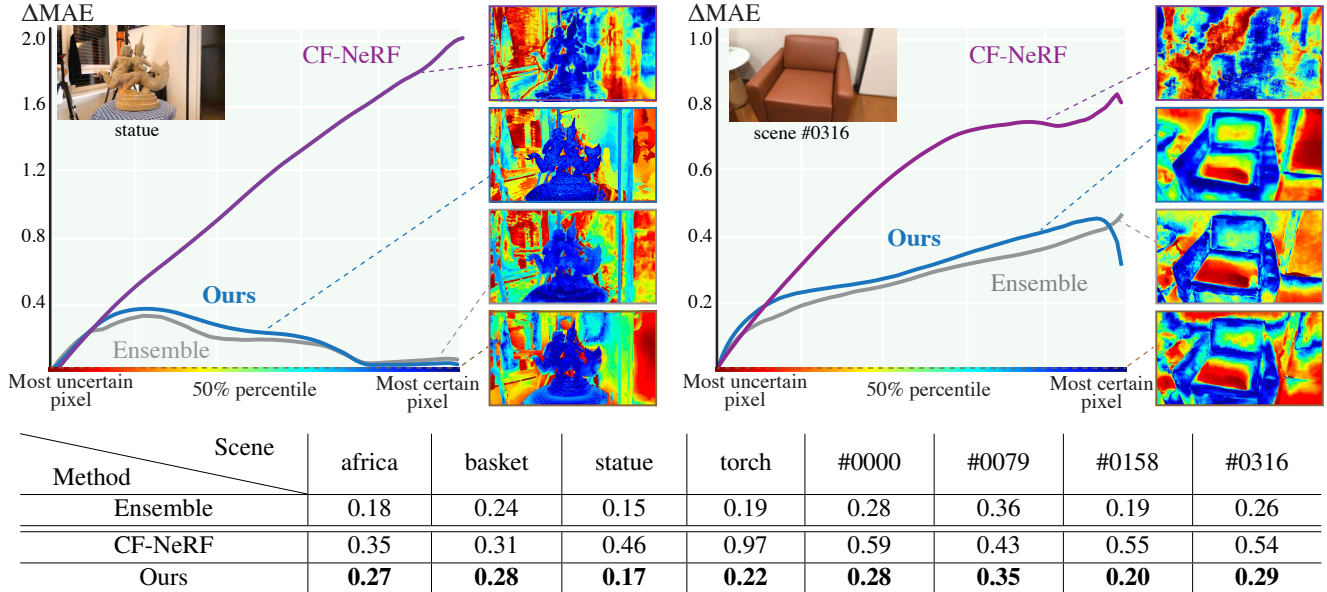 ΔMAE
2.0
1.6
1.2
0.8
0.4
CF-NeRF
statue
Ours
Ensemble
Most uncertain
pixel
50% percentile
Most certain
pixel
ΔMAE
1.0
0.8
0.6
0.4
0.2
CF-NeRF
scene #0316
Ours
Ensemble
Most uncertain
pixel
50% percentile
Most certain
pixel
Scene
Method africa basket statue torch #0000 #0079 #0158 #0316
Ensemble 0.18 0.24 0.15 0.19 0.28 0.36 0.19 0.26
CF-NeRF 0.35 0.31 0.46 0.97 0.59 0.43 0.55 0.54
Ours 0.27 0.28 0.17 0.22 0.28 0.35 0.20 0.29